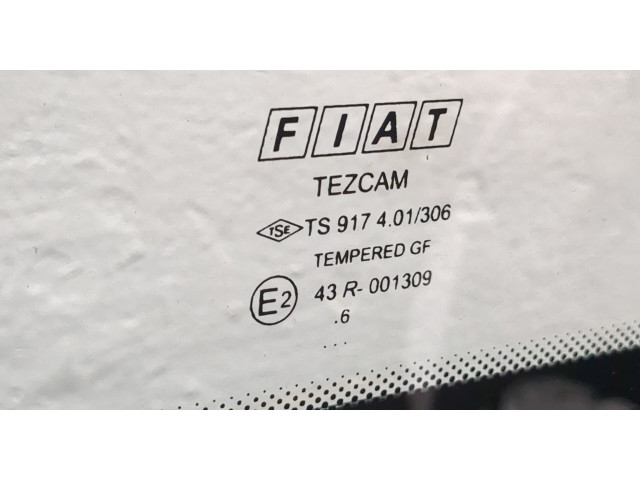 FIAT
TEZCAM
TSE TS 917 4.01/306
TEMPERED GF
E2 43 R- 001309
.6
...